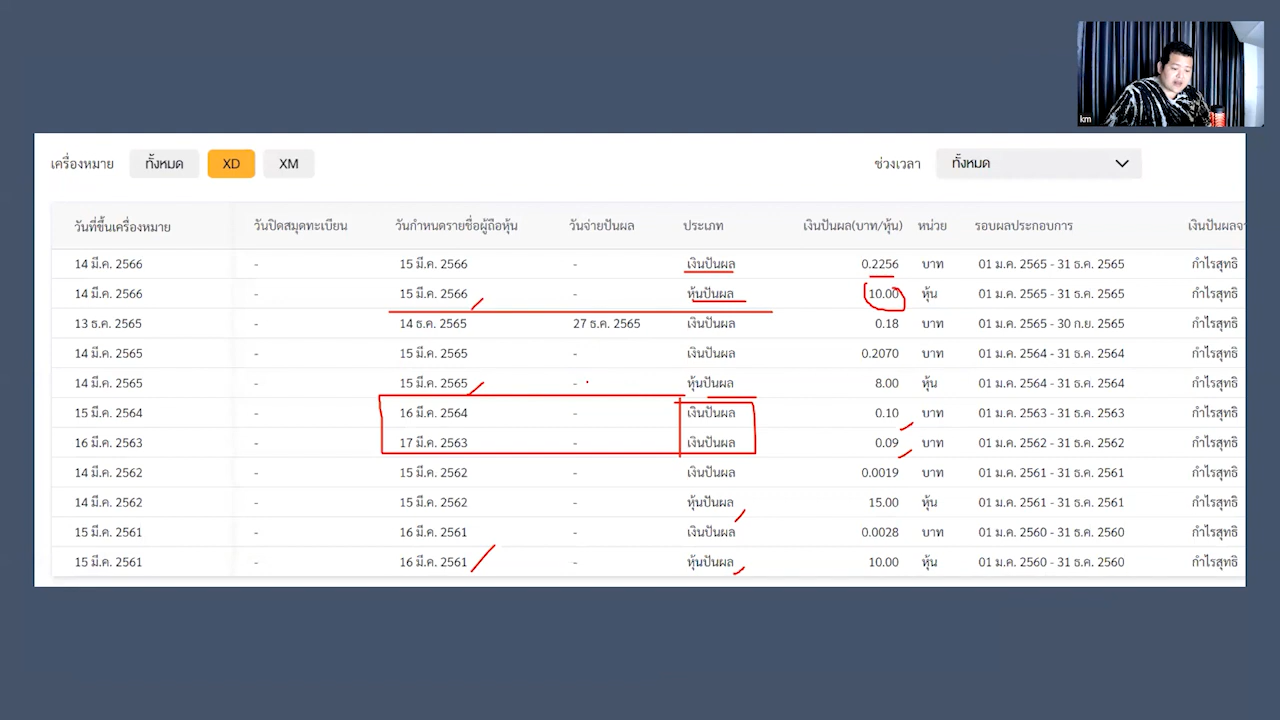 km
เครื่องหมาย ทั้งหมด XD XM ช่วงเวลา ทั้งหมด
วันที่ขึ้นเครื่องหมาย วันปิดสมุดทะเบียน วันกำหนดรายชื่อผู้ถือหุ้น วันจ่ายปันผล ประเภท เงินปันผล(บาท/หุ้น) หน่วย รอบผลประกอบการ เงินปันผลจา
14 มี.ค. 2566 - 15 มี.ค. 2566 - เงินปันผล 0.2256 บาท 01 ม.ค. 2565 - 31 ธ.ค. 2565 กำไรสุทธิ
14 มี.ค. 2566 - 15 มี.ค. 2566 - หุ้นปันผล 10.00 หุ้น 01 ม.ค. 2565 - 31 ธ.ค. 2565 กำไรสุทธิ
13 ธ.ค. 2565 - 14 ธ.ค. 2565 27 ธ.ค. 2565 เงินปันผล 0.18 บาท 01 ม.ค. 2565 - 30 ก.ย. 2565 กำไรสุทธิ
14 มี.ค. 2565 - 15 มี.ค. 2565 - เงินปันผล 0.2070 บาท 01 ม.ค. 2564 - 31 ธ.ค. 2564 กำไรสุทธิ
14 มี.ค. 2565 - 15 มี.ค. 2565 - หุ้นปันผล 8.00 หุ้น 01 ม.ค. 2564 - 31 ธ.ค. 2564 กำไรสุทธิ
15 มี.ค. 2564 - 16 มี.ค. 2564 - เงินปันผล 0.10 บาท 01 ม.ค. 2563 - 31 ธ.ค. 2563 กำไรสุทธิ
16 มี.ค. 2563 - 17 มี.ค. 2563 - เงินปันผล 0.09 บาท 01 ม.ค. 2562 - 31 ธ.ค. 2562 กำไรสุทธิ
14 มี.ค. 2562 - 15 มี.ค. 2562 - เงินปันผล 0.0019 บาท 01 ม.ค. 2561 - 31 ธ.ค. 2561 กำไรสุทธิ
14 มี.ค. 2562 - 15 มี.ค. 2562 - หุ้นปันผล 15.00 หุ้น 01 ม.ค. 2561 - 31 ธ.ค. 2561 กำไรสุทธิ
15 มี.ค. 2561 - 16 มี.ค. 2561 - เงินปันผล 0.0028 บาท 01 ม.ค. 2560 - 31 ธ.ค. 2560 กำไรสุทธิ
15 มี.ค. 2561 - 16 มี.ค. 2561 - หุ้นปันผล 10.00 หุ้น 01 ม.ค. 2560 - 31 ธ.ค. 2560 กำไรสุทธิ